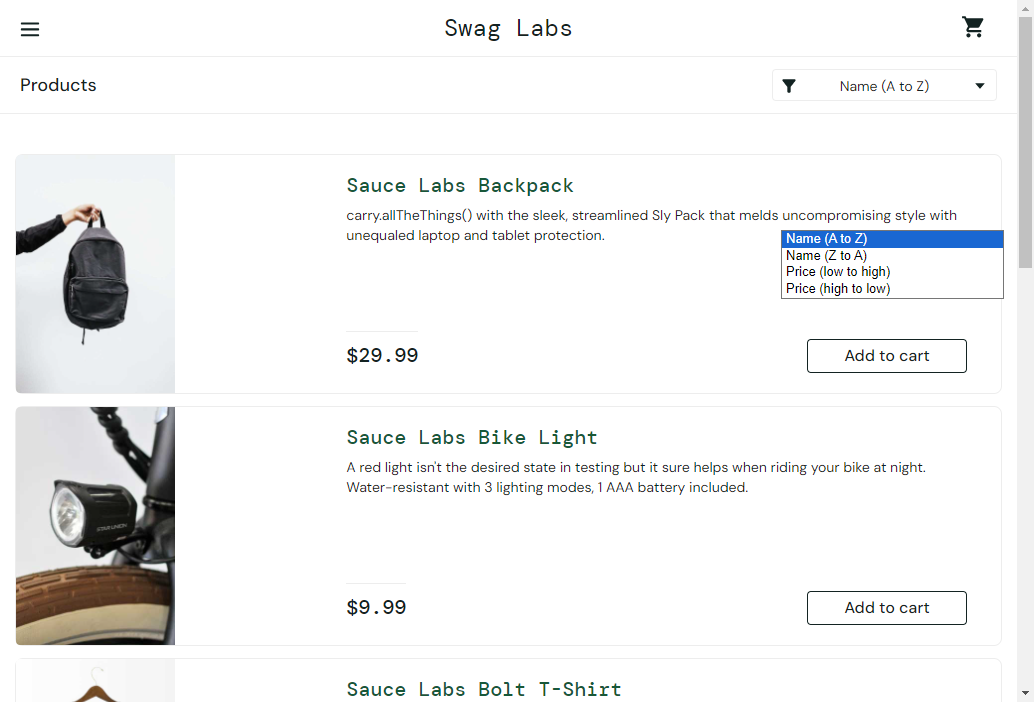 Swag Labs
Products
Name (A to Z)
Sauce Labs Backpack
carry.allTheThings() with the sleek, streamlined Sly Pack that melds uncompromising style with
unequaled laptop and tablet protection.
Name (A to Z)
Name (Z to A)
Price (low to high)
Price (high to low)
$29.99
Add to cart
Sauce Labs Bike Light
A red light isn't the desired state in testing but it sure helps when riding your bike at night.
Water-resistant with 3 lighting modes, 1 AAA battery included.
$9.99
Add to cart
Sauce Labs Bolt T-Shirt